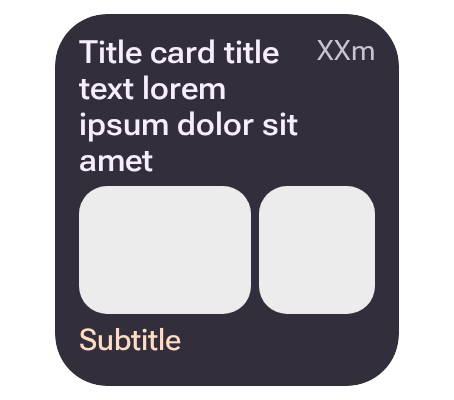 Title card title XXm
text lorem
ipsum dolor sit
amet
Subtitle